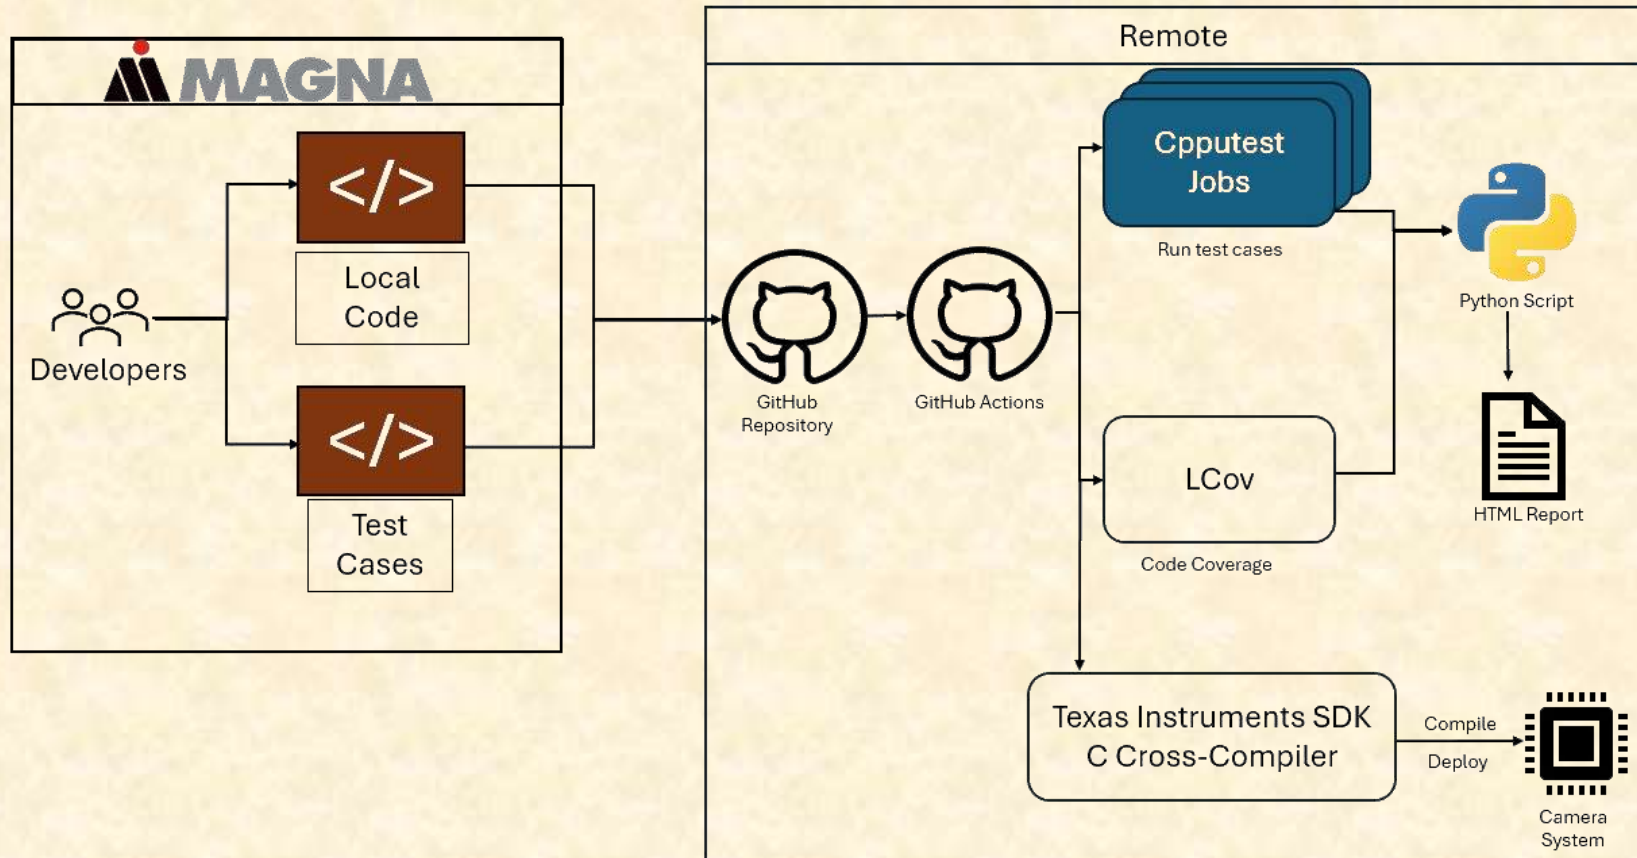 MAGNA
</>
Local
Code
Developers
</>
Test
Cases
Remote
GitHub
Repository
GitHub Actions
Cpputest
Jobs
Run test cases
LCov
Code Coverage
Python Script
HTML Report
Texas Instruments SDK
C Cross-Compiler
Compile
Deploy
Camera
System